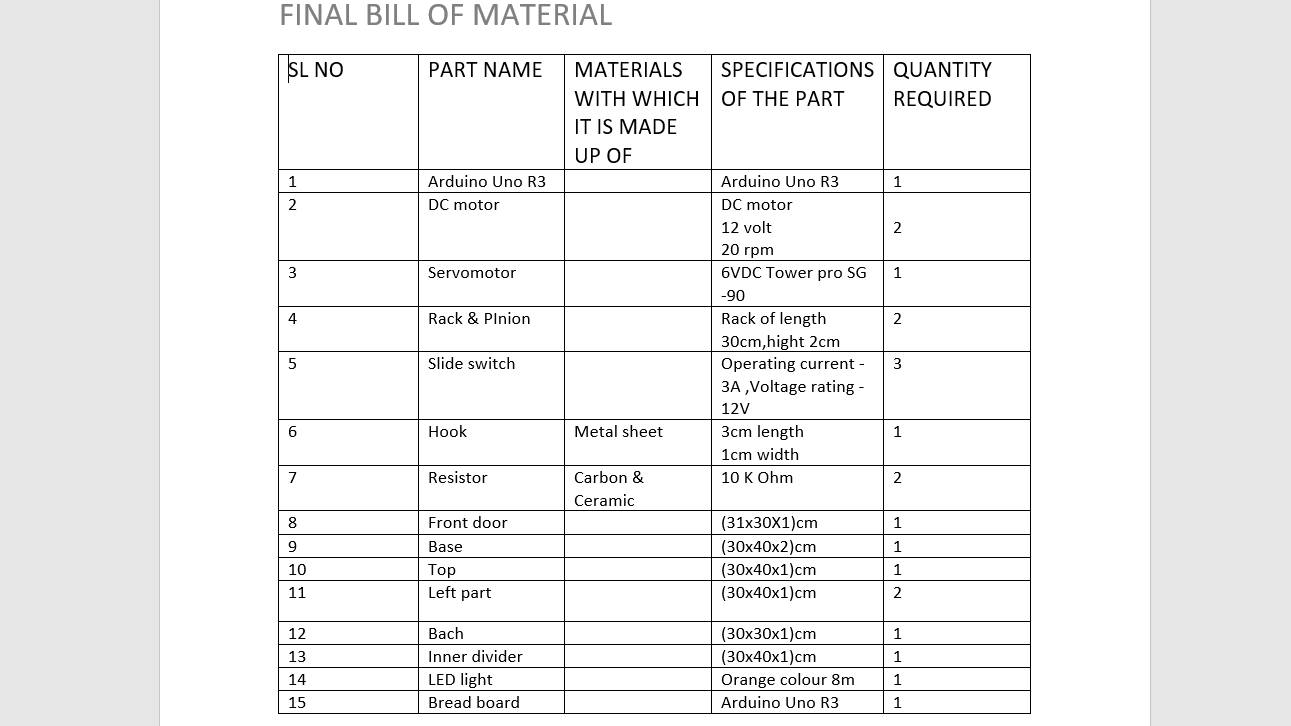 FINAL BILL OF MATERIAL
SL NO PART NAME MATERIALS WITH WHICH IT IS MADE UP OF SPECIFICATIONS OF THE PART QUANTITY REQUIRED
1 Arduino Uno R3 Arduino Uno R3 1
2 DC motor DC motor
12 volt 2
20 rpm
3 Servomotor 6VDC Tower pro SG 1
-90
4 Rack & PInion Rack of length 2
30cm,hight 2cm
5 Slide switch Operating current - 3
3A ,Voltage rating -
12V
6 Hook Metal sheet 3cm length 1
1cm width
7 Resistor Carbon & 10 K Ohm 2
Ceramic
8 Front door (31x30X1)cm 1
9 Base (30x40x2)cm 1
10 Top (30x40x1)cm 1
11 Left part (30x40x1)cm 2
12 Bach (30x30x1)cm 1
13 Inner divider (30x40x1)cm 1
14 LED light Orange colour 8m 1
15 Bread board Arduino Uno R3 1